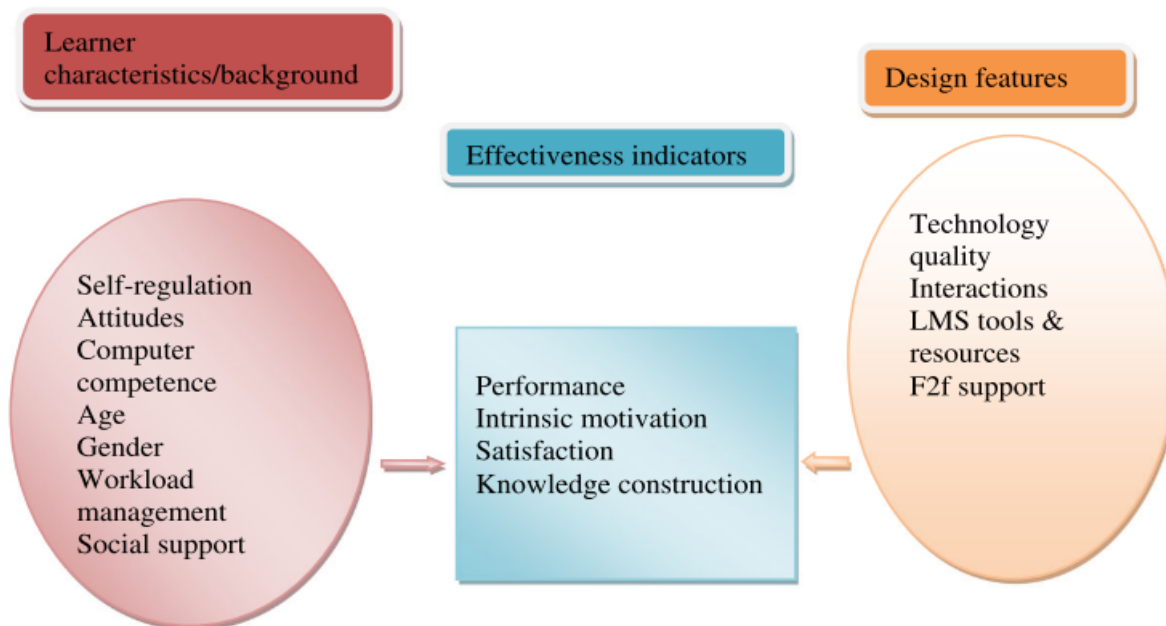 Learner
characteristics/background
Design features
Effectiveness indicators
Self-regulation
Attitudes
Computer
competence
Age
Gender
Workload
management
Social support
Performance
Intrinsic motivation
Satisfaction
Knowledge construction
Technology
quality
Interactions
LMS tools &
resources
F2f support